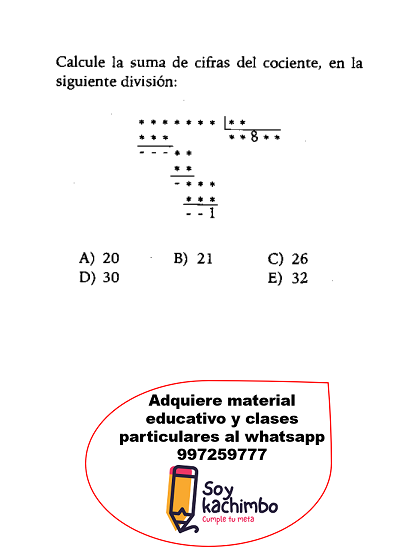 Calcule la suma de cifras del cociente, en la
siguiente división:
* * * * * * * |* *
* * *   * * 8 * *
- - - * *
* *
- * * *
* * *
- - 1
A) 20   B) 21   C) 26
D) 30   E) 32
Adquiere material
educativo y clases
particulares al whatsapp
997259777
Soy
kachimbo
Cumple tu meta